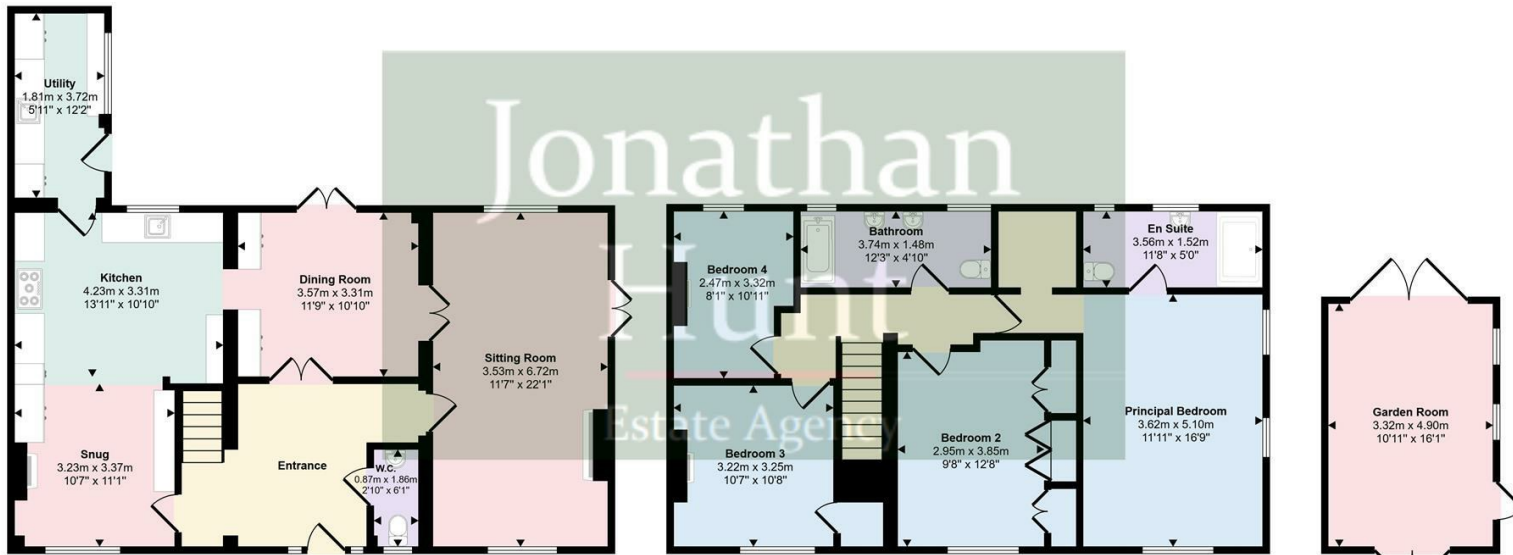 Utility
1.81m x 3.72m
5'11" x 12'2"
Kitchen
4.23m x 3.31m
13'11" x 10'10"
Dining Room
3.57m x 3.31m
11'9" x 10'10"
Sitting Room
3.53m x 6.72m
11'7" x 22'1"
Snug
3.23m x 3.37m
10'7" x 11'1"
Entrance
W.C.
0.87m x 1.86m
2'10" x 6'1"
Jonathan
Hunt
Estate Agency
Bedroom 4
2.47m x 3.32m
8'1" x 10'11"
Bathroom
3.74m x 1.48m
12'3" x 4'10"
En Suite
3.56m x 1.52m
11'8" x 5'0"
Bedroom 3
3.22m x 3.25m
10'7" x 10'8"
Bedroom 2
2.95m x 3.85m
9'8" x 12'8"
Principal Bedroom
3.62m x 5.10m
11'11" x 16'9"
Garden Room
3.32m x 4.90m
10'11" x 16'1"